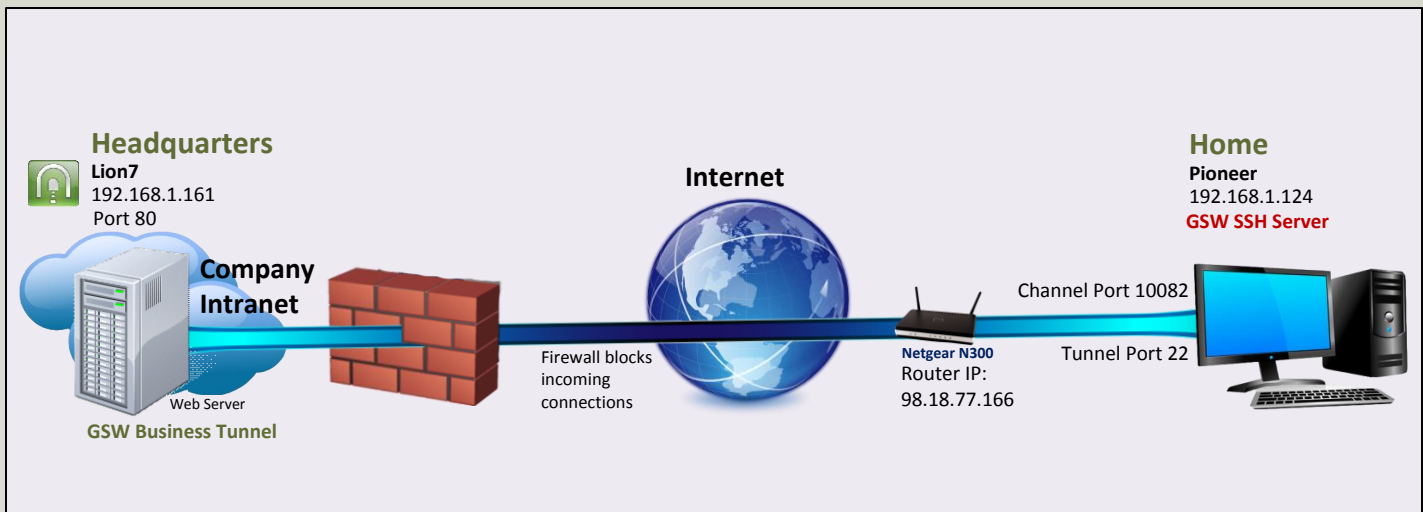 Headquarters
Lion7
192.168.1.161
Port 80
Company
Intranet
Web Server
GSW Business Tunnel
Firewall blocks
incoming
connections
Internet
Netgear N300
Router IP:
98.18.77.166
Home
Pioneer
192.168.1.124
GSW SSH Server
Channel Port 10082
Tunnel Port 22